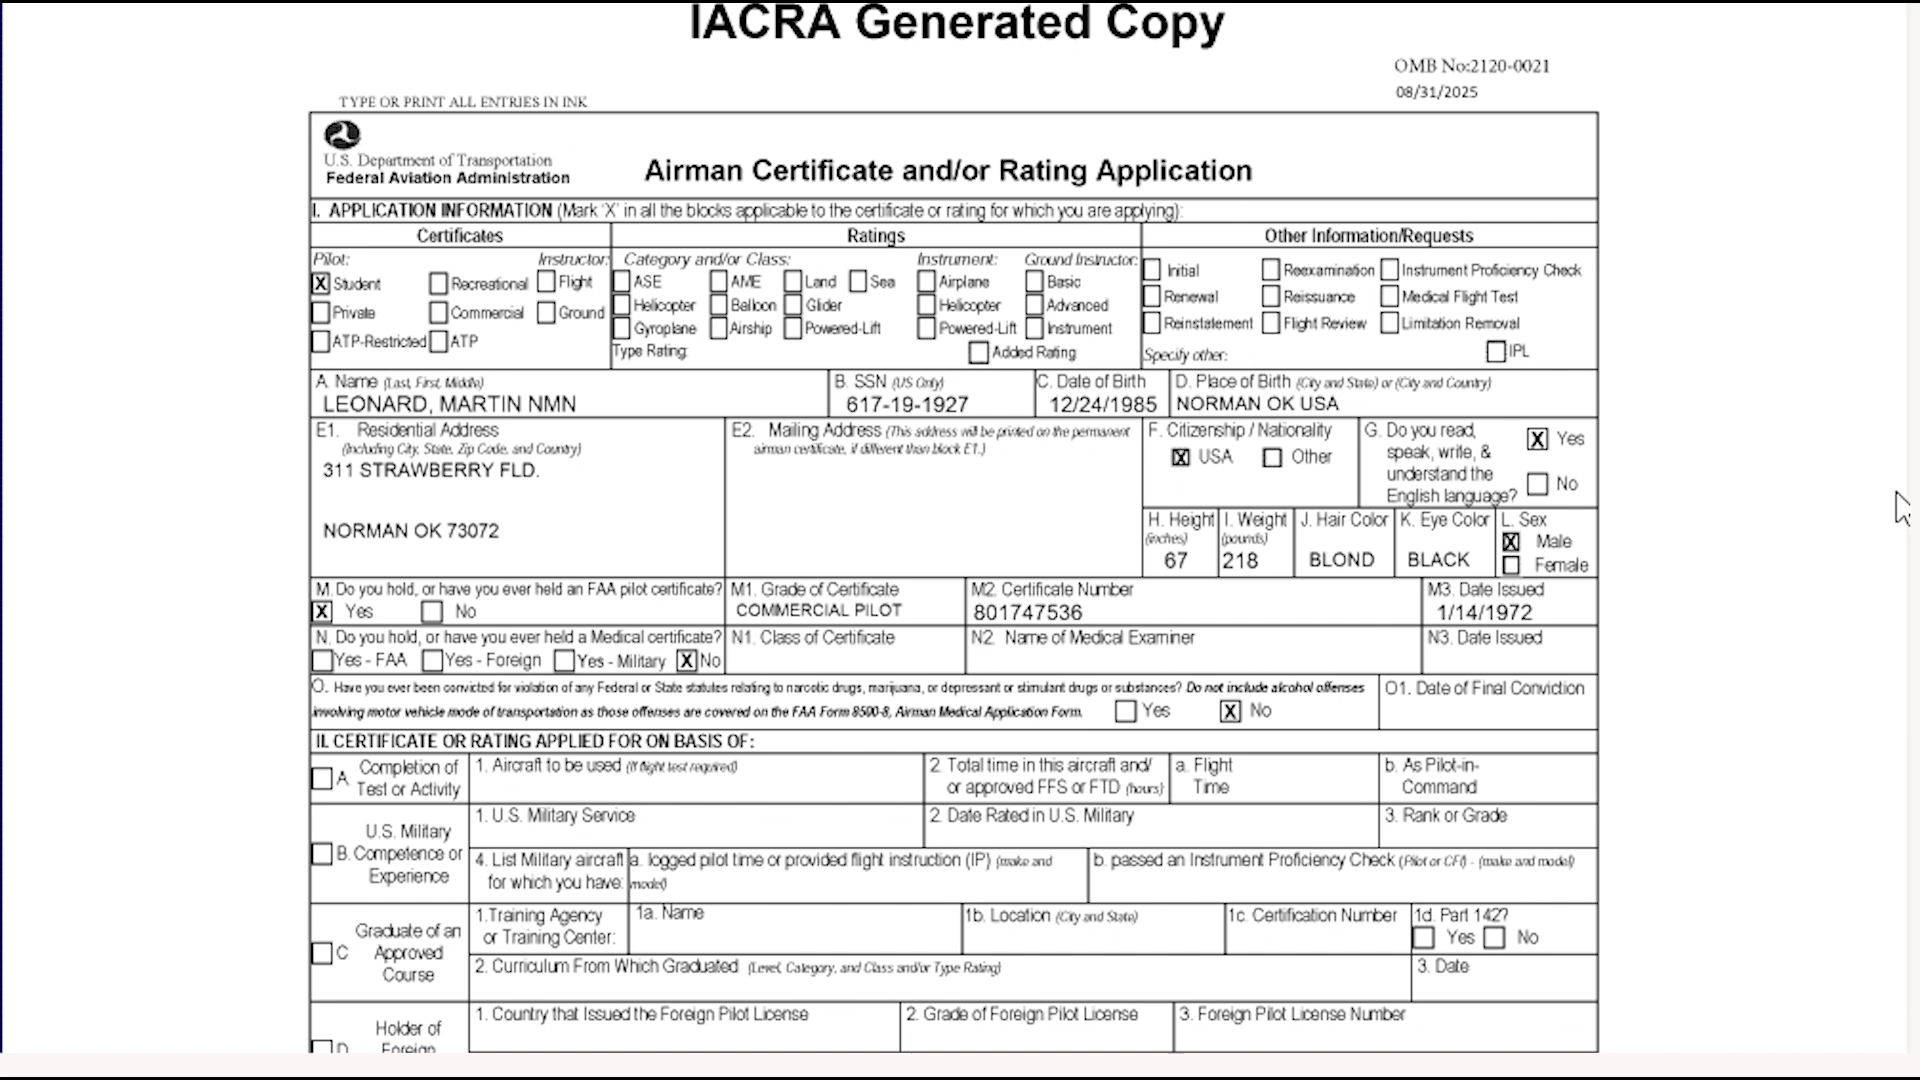 IACRA Generated Copy
OMB No:2120-0021
08/31/2025
TYPE OR PRINT ALL ENTRIES IN INK
U.S. Department of Transportation
Federal Aviation Administration
Airman Certificate and/or Rating Application
I. APPLICATION INFORMATION (Mark 'X' in all the blocks applicable to the certificate or rating for which you are applying):
Certificates Ratings Other Information/Requests
Pilot: Instructor: Category and/or Class: Instrument: Ground Instructor:
X Student Recreational Flight ASE AME Land Sea Airplane Basic Initial Reexamination Instrument Proficiency Check
Private Commercial Ground Helicopter Balloon Glider Helicopter Advanced Renewal Reissuance Medical Flight Test
ATP-Restricted ATP Gyroplane Airship Powered-Lift Powered-Lift Instrument Reinstatement Flight Review Limitation Removal
Type Rating: Added Rating Specify other: IPL
A. Name (Last, First, Middle) B. SSN (US Only) C. Date of Birth D. Place of Birth (City and State) or (City and Country)
LEONARD, MARTIN NMN 617-19-1927 12/24/1985 NORMAN OK USA
E1. Residential Address
(Including City, State, Zip Code, and Country)
311 STRAWBERRY FLD.
NORMAN OK 73072
E2. Mailing Address (This address will be printed on the permanent
airman certificate, if different than block E1.)
F. Citizenship / Nationality
X USA Other
G. Do you read,
speak, write, &
understand the
English language?
X Yes
No
H. Height (inches) I. Weight (pounds) J. Hair Color K. Eye Color L. Sex
67 218 BLOND BLACK X Male
Female
M. Do you hold, or have you ever held an FAA pilot certificate? M1. Grade of Certificate M2. Certificate Number M3. Date Issued
X Yes No COMMERCIAL PILOT 801747536 1/14/1972
N. Do you hold, or have you ever held a Medical certificate? N1. Class of Certificate N2. Name of Medical Examiner N3. Date Issued
Yes - FAA Yes - Foreign Yes - Military X No
O. Have you ever been convicted for violation of any Federal or State statutes relating to narcotic drugs, marijuana, or depressant or stimulant drugs or substances? Do not include alcohol offenses
involving motor vehicle mode of transportation as those offenses are covered on the FAA Form 8500-8, Airman Medical Application Form. Yes X No
O1. Date of Final Conviction
II. CERTIFICATE OR RATING APPLIED FOR ON BASIS OF:
A. Completion of
Test or Activity
1. Aircraft to be used (If flight test required)
2. Total time in this aircraft and/
or approved FFS or FTD (hours)
a. Flight
Time
b. As Pilot-in-
Command
B. U.S. Military
Competence or
Experience
1. U.S. Military Service 2. Date Rated in U.S. Military 3. Rank or Grade
4. List Military aircraft
for which you have:
a. logged pilot time or provided flight instruction (IP) (make and
model)
b. passed an Instrument Proficiency Check (Pilot or CFI) - (make and model)
C Graduate of an
Approved
Course
1.Training Agency
or Training Center:
1a. Name 1b. Location (City and State) 1c. Certification Number 1d. Part 142?
Yes No
2. Curriculum From Which Graduated (Level, Category, and Class and/or Type Rating) 3. Date
D. Holder of
Foreign
1. Country that Issued the Foreign Pilot License 2. Grade of Foreign Pilot License 3. Foreign Pilot License Number